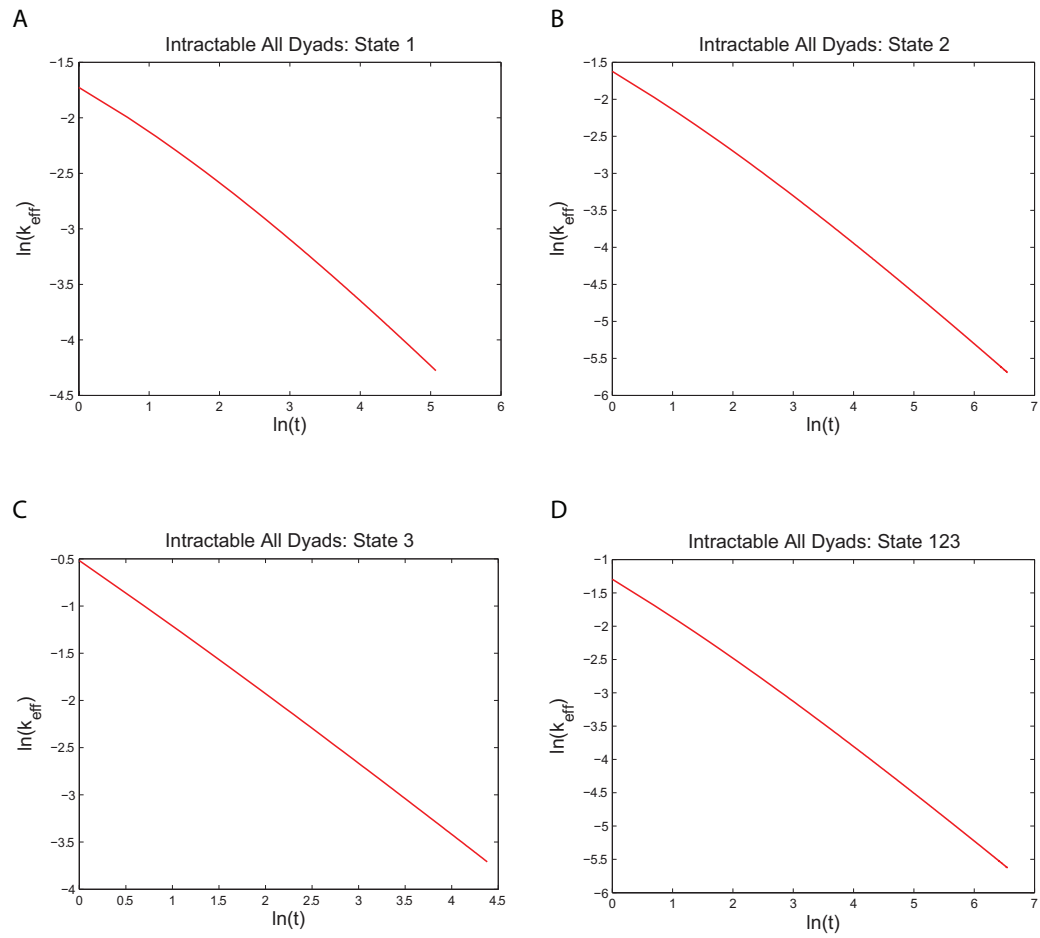 A
Intractable All Dyads: State 1
−1.5
−2
−2.5
−3
−3.5
−4
−4.5
0 1 2 3 4 5 6
ln(t)
ln(k_eff)
B
Intractable All Dyads: State 2
−1.5
−2
−2.5
−3
−3.5
−4
−4.5
−5
−5.5
−6
0 1 2 3 4 5 6 7
ln(t)
ln(k_eff)
C
Intractable All Dyads: State 3
−0.5
−1
−1.5
−2
−2.5
−3
−3.5
−4
0 0.5 1 1.5 2 2.5 3 3.5 4 4.5
ln(t)
ln(k_eff)
D
Intractable All Dyads: State 123
−1
−1.5
−2
−2.5
−3
−3.5
−4
−4.5
−5
−5.5
−6
0 1 2 3 4 5 6 7
ln(t)
ln(k_eff)